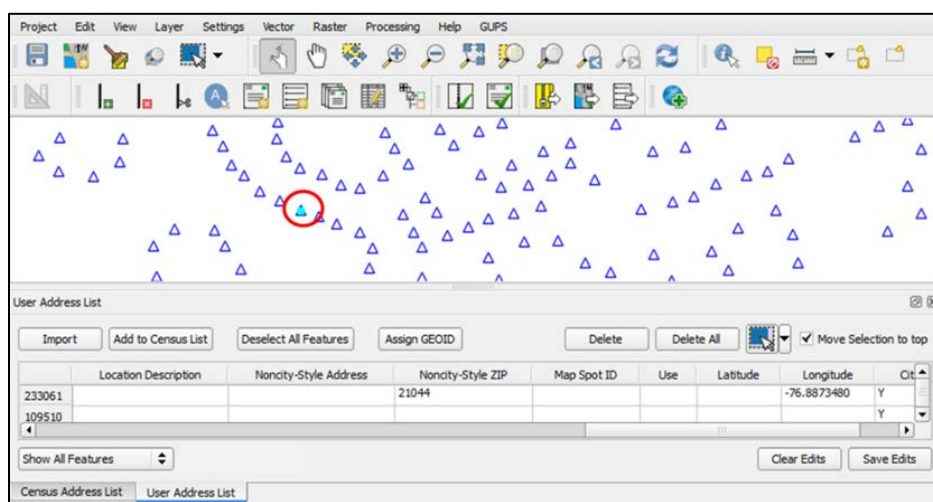 Project Edit View Layer Settings Vector Raster Processing Help GUPS
User Address List
Import Add to Census List Deselect All Features Assign GEOID Delete Delete All Move Selection to top
Location Description Noncity-Style Address Noncity-Style ZIP Map Spot ID Use Latitude Longitude Cit
233061 21044 -76.8873480 Y
109510 Y
Show All Features Clear Edits Save Edits
Census Address List User Address List